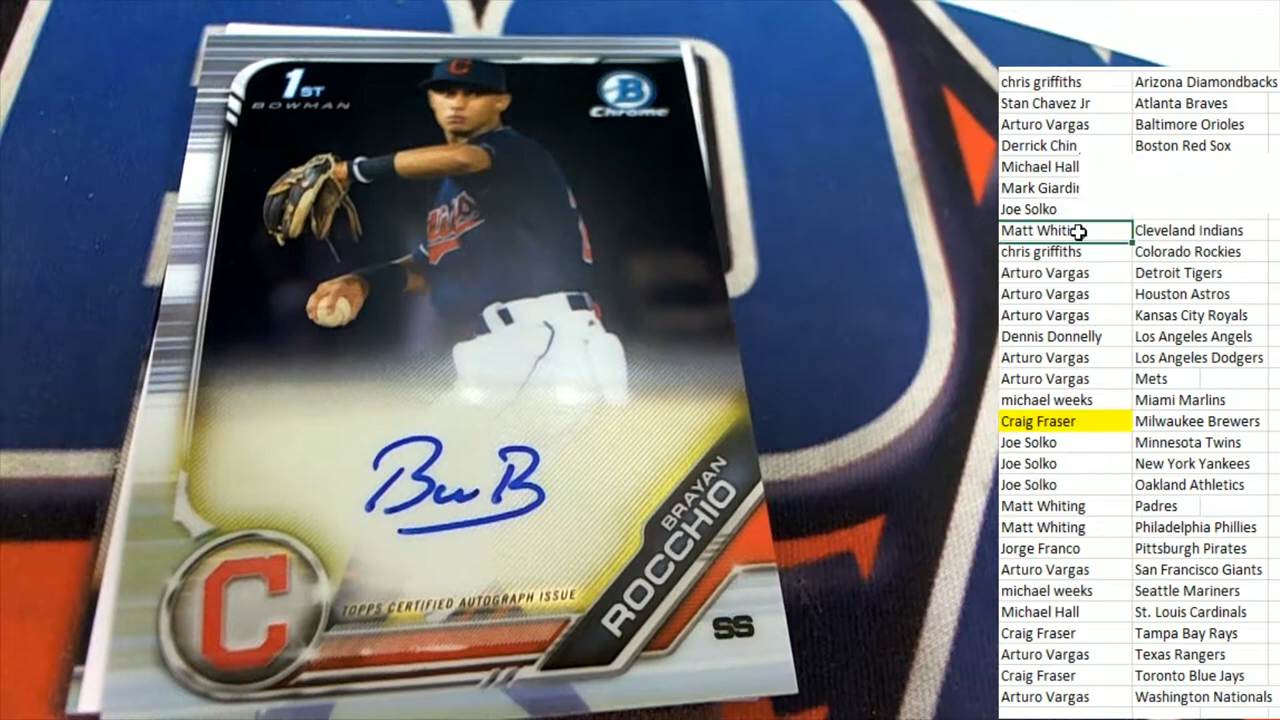 1ST
BOWMAN
B
Chrome
C
BRAYAN
ROCCHIO
TOPPS CERTIFIED AUTOGRAPH ISSUE
SS
C
chris griffiths Arizona Diamondbacks
Stan Chavez Jr Atlanta Braves
Arturo Vargas Baltimore Orioles
Derrick Chin Boston Red Sox
Michael Hall
Mark
Joe Solko
Matt Cleveland Indians
chris griffiths Colorado Rockies
Arturo Vargas Detroit Tigers
Arturo Vargas Houston Astros
Arturo Vargas Kansas City Royals
Dennis Donnelly Los Angeles Angels
Arturo Vargas Los Angeles Dodgers
Arturo Vargas Mets
michael weeks Miami Marlins
Craig Fraser Milwaukee Brewers
Joe Solko Minnesota Twins
Joe Solko New York Yankees
Joe Solko Oakland Athletics
Matt Whiting Padres
Matt Whiting Philadelphia Phillies
Jorge Franco Pittsburgh Pirates
Arturo Vargas San Francisco Giants
michael weeks Seattle Mariners
Michael Hall St. Louis Cardinals
Craig Fraser Tampa Bay Rays
Arturo Vargas Texas Rangers
Craig Fraser Toronto Blue Jays
Arturo Vargas Washington Nationals